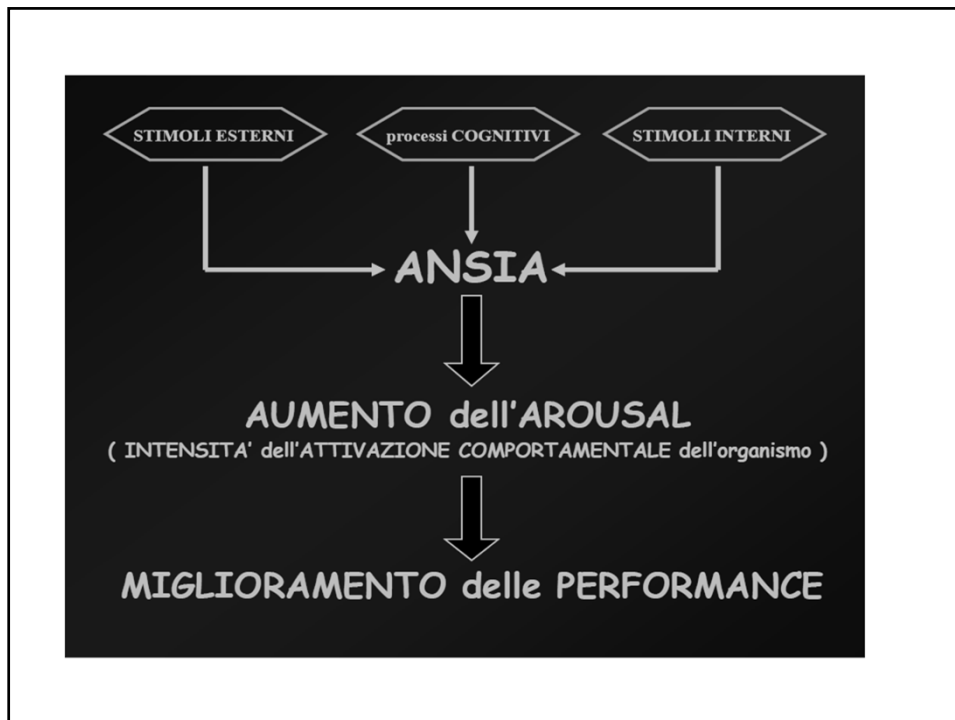 STIMOLI ESTERNI
processi COGNITIVI
STIMOLI INTERNI
ANSIA
AUMENTO dell'AROUSAL
( INTENSITA' dell'ATTIVAZIONE COMPORTAMENTALE dell'organismo )
MIGLIORAMENTO delle PERFORMANCE